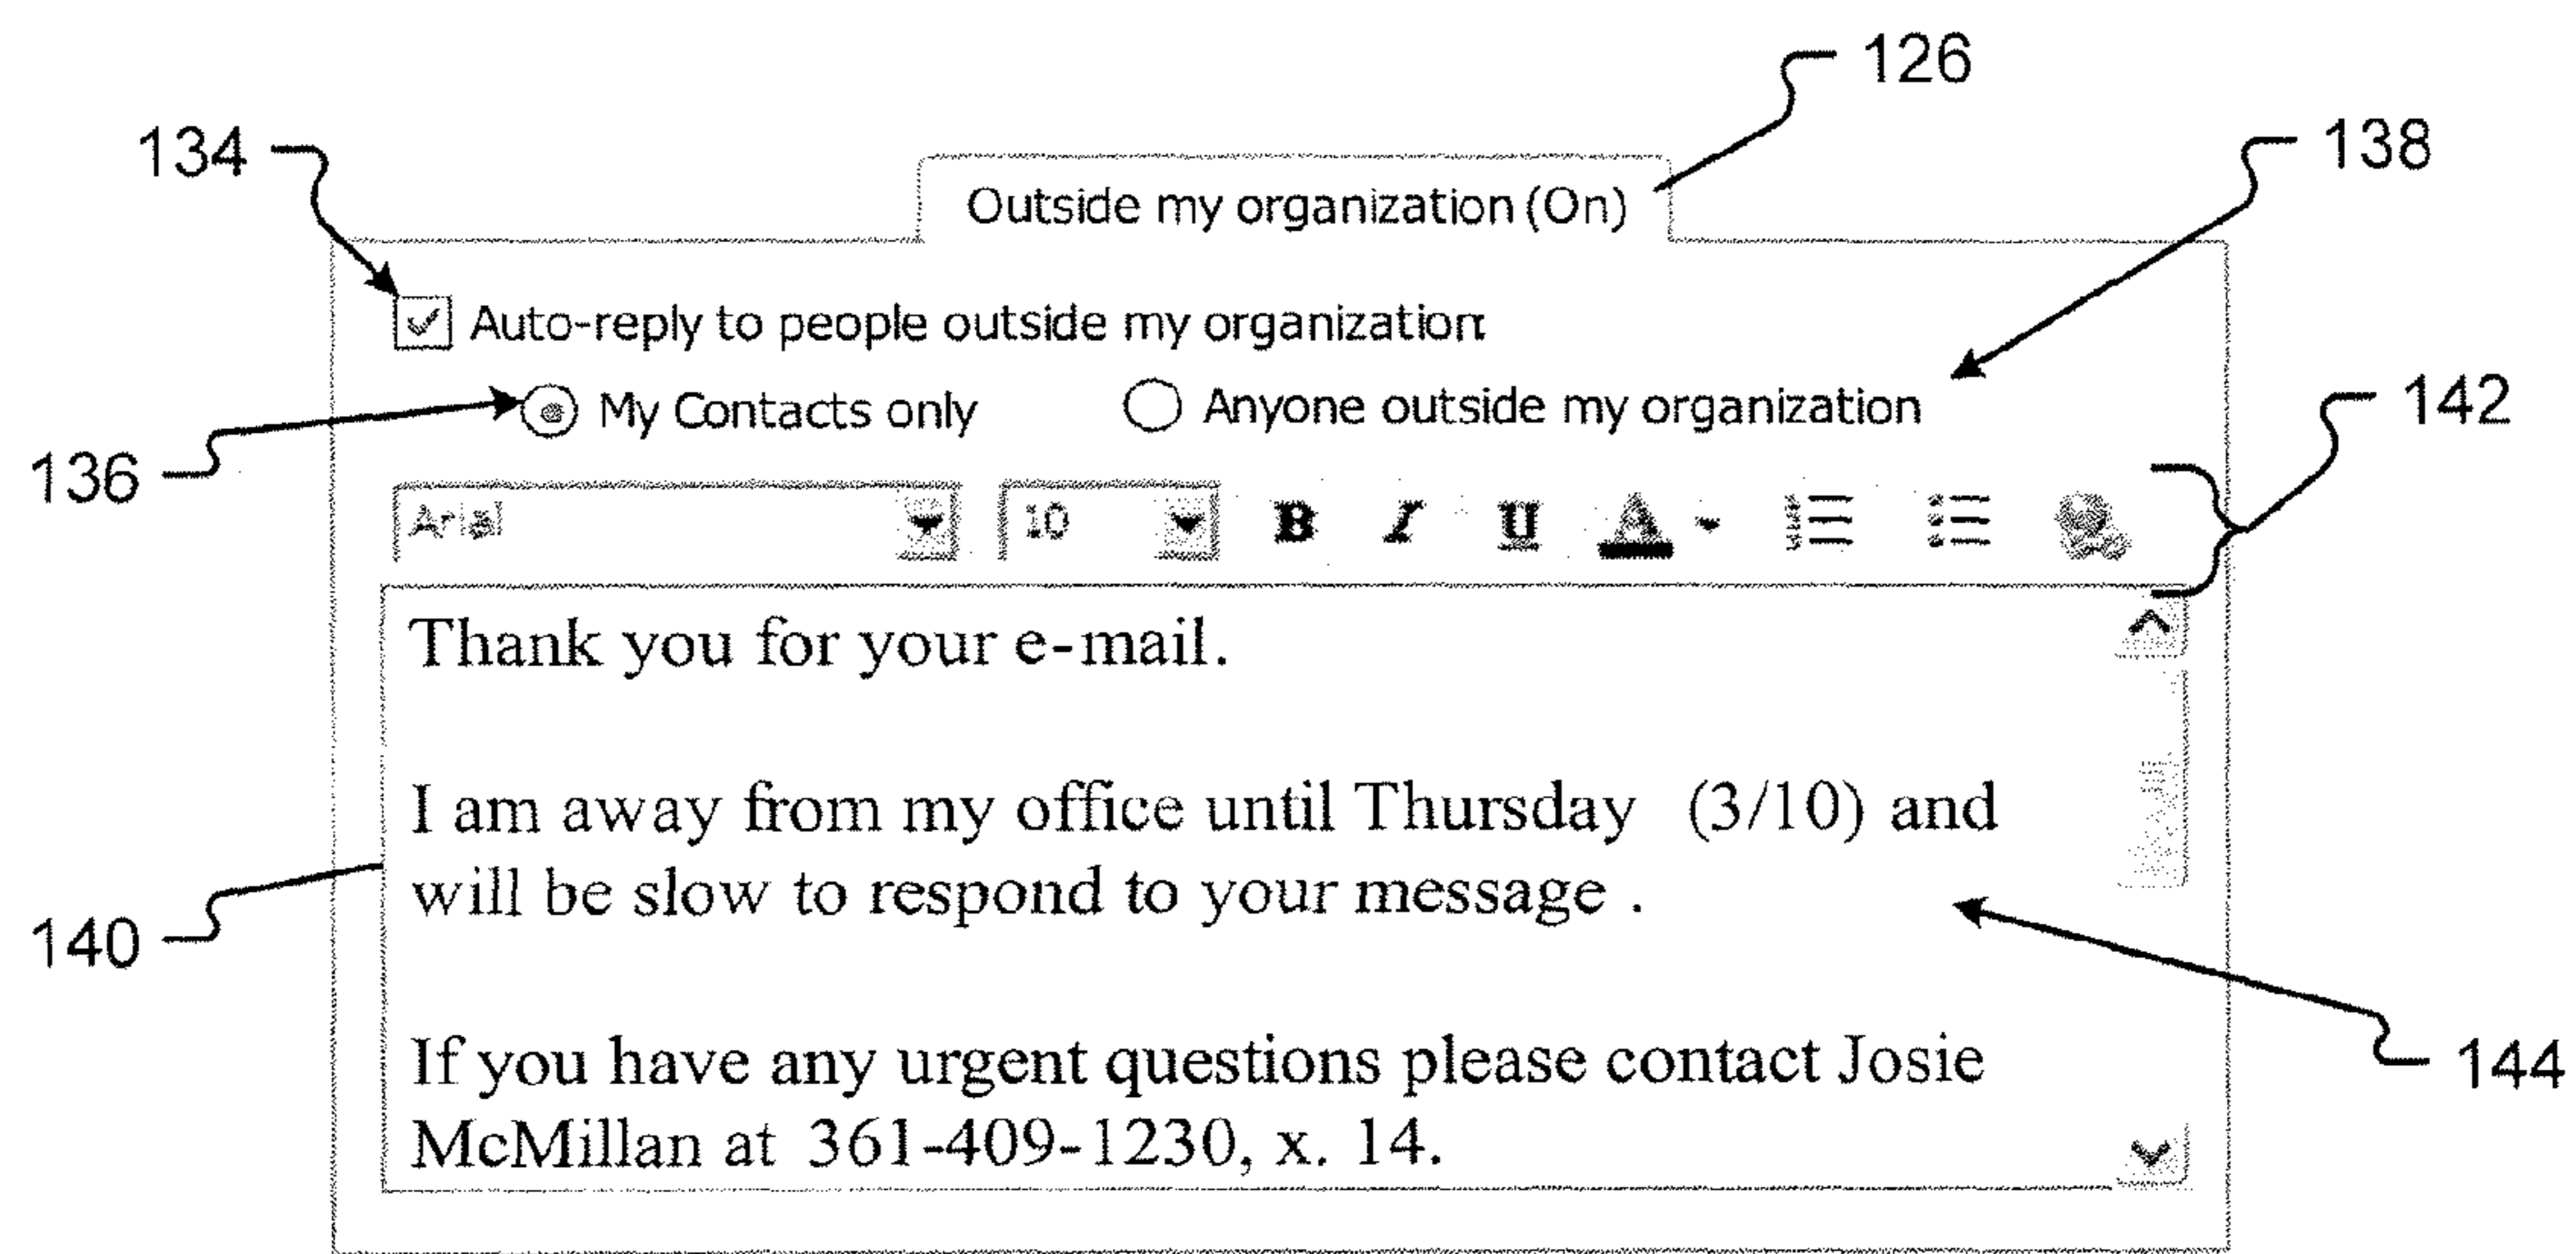 126
134
138
Outside my organization (On)
Auto-reply to people outside my organization:
My Contacts only
Anyone outside my organization
142
136
Arial
10
B
I
U
A
Thank you for your e-mail.
I am away from my office until Thursday (3/10) and
will be slow to respond to your message .
140
If you have any urgent questions please contact Josie
144
McMillan at 361-409-1230, x. 14.